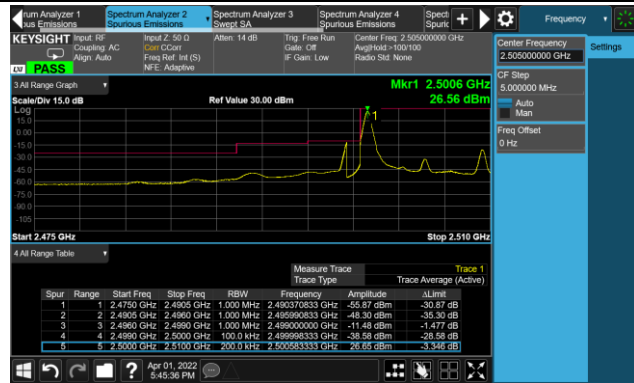 rum Analyzer 1 Spectrum Analyzer 2 Spectrum Analyzer 3 Spectrum Analyzer 4 Spect Frequency
us Emissions Spurious Emissions Swept SA Spurious Emissions Spuric
KEYSIGHT Input: RF Input Z: 50 Ω Atten: 14 dB Trig: Free Run Center Freq: 2.505000000 GHz
Coupling: AC Corr CCorr Gate: Off Avg|Hold:>100/100
Align: Auto Freq Ref: Int (S) IF Gain: Low Radio Std: None
NFE: Adaptive
LXI PASS
Center Frequency Settings
2.505000000 GHz
CF Step
5.000000 MHz
Auto
Man
Freq Offset
0 Hz
3 All Range Graph Mkr1 2.5006 GHz
Scale/Div 15.0 dB Ref Value 30.00 dBm 26.56 dBm
Log
15.0
0.00
-15.0
-30.0
-45.0
-60.0
-75.0
-90.0
-105
1
Start 2.475 GHz Stop 2.510 GHz
4 All Range Table
Measure Trace Trace 1
Trace Type Trace Average (Active)
Spur Range Start Freq Stop Freq RBW Frequency Amplitude ΔLimit
1 1 2.4750 GHz 2.4905 GHz 1.000 MHz 2.490370833 GHz -55.87 dBm -30.87 dB
2 2 2.4905 GHz 2.4960 GHz 1.000 MHz 2.495990833 GHz -48.30 dBm -35.30 dB
3 3 2.4960 GHz 2.4990 GHz 1.000 MHz 2.499000000 GHz -11.48 dBm -1.477 dB
4 4 2.4990 GHz 2.5000 GHz 100.0 kHz 2.499998333 GHz -38.58 dBm -28.58 dB
5 5 2.5000 GHz 2.5100 GHz 200.0 kHz 2.500583333 GHz 26.65 dBm -3.346 dB
Apr 01, 2022
5:45:36 PM